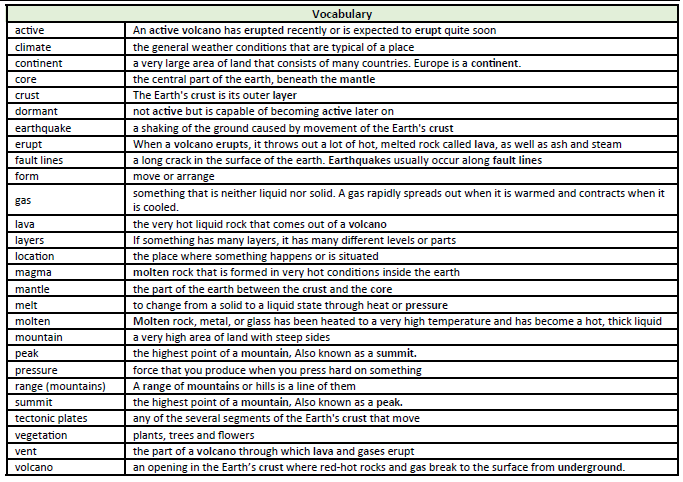 Vocabulary
active An active volcano has erupted recently or is expected to erupt quite soon
climate the general weather conditions that are typical of a place
continent a very large area of land that consists of many countries. Europe is a continent.
core the central part of the earth, beneath the mantle
crust The Earth's crust is its outer layer
dormant not active but is capable of becoming active later on
earthquake a shaking of the ground caused by movement of the Earth's crust
erupt When a volcano erupts, it throws out a lot of hot, melted rock called lava, as well as ash and steam
fault lines a long crack in the surface of the earth. Earthquakes usually occur along fault lines
form move or arrange
gas something that is neither liquid nor solid. A gas rapidly spreads out when it is warmed and contracts when it
is cooled.
lava the very hot liquid rock that comes out of a volcano
layers If something has many layers, it has many different levels or parts
location the place where something happens or is situated
magma molten rock that is formed in very hot conditions inside the earth
mantle the part of the earth between the crust and the core
melt to change from a solid to a liquid state through heat or pressure
molten Molten rock, metal, or glass has been heated to a very high temperature and has become a hot, thick liquid
mountain a very high area of land with steep sides
peak the highest point of a mountain, Also known as a summit.
pressure force that you produce when you press hard on something
range (mountains) A range of mountains or hills is a line of them
summit the highest point of a mountain, Also known as a peak.
tectonic plates any of the several segments of the Earth's crust that move
vegetation plants, trees and flowers
vent the part of a volcano through which lava and gases erupt
volcano an opening in the Earth's crust where red-hot rocks and gas break to the surface from underground.